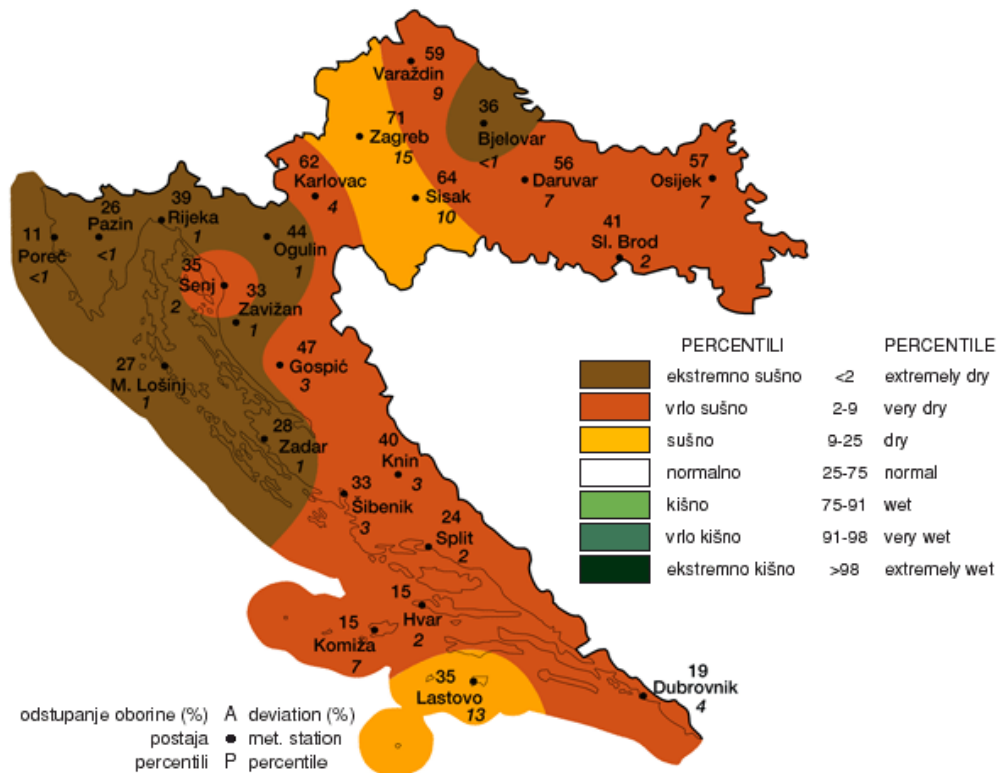 59
Varaždin
9
36
Bjelovar
<1
71
Zagreb
15
62
Karlovac
4
64
Sisak
10
56
Daruvar
7
57
Osijek
7
41
Sl. Brod
2
39
Rijeka
1
26
Pazin
<1
11
Poreč
<1
44
Ogulin
1
35
Senj
2
33
Zavižan
1
47
Gospić
3
27
M. Lošinj
1
28
Zadar
1
40
Knin
3
33
Šibenik
3
24
Split
2
15
Hvar
2
15
Komiža
7
35
Lastovo
13
19
Dubrovnik
4
PERCENTILI PERCENTILE
ekstremno sušno <2 extremely dry
vrlo sušno 2-9 very dry
sušno 9-25 dry
normalno 25-75 normal
kišno 75-91 wet
vrlo kišno 91-98 very wet
ekstremno kišno >98 extremely wet
odstupanje oborine (%) A deviation (%)
postaja met. station
percentili P percentile